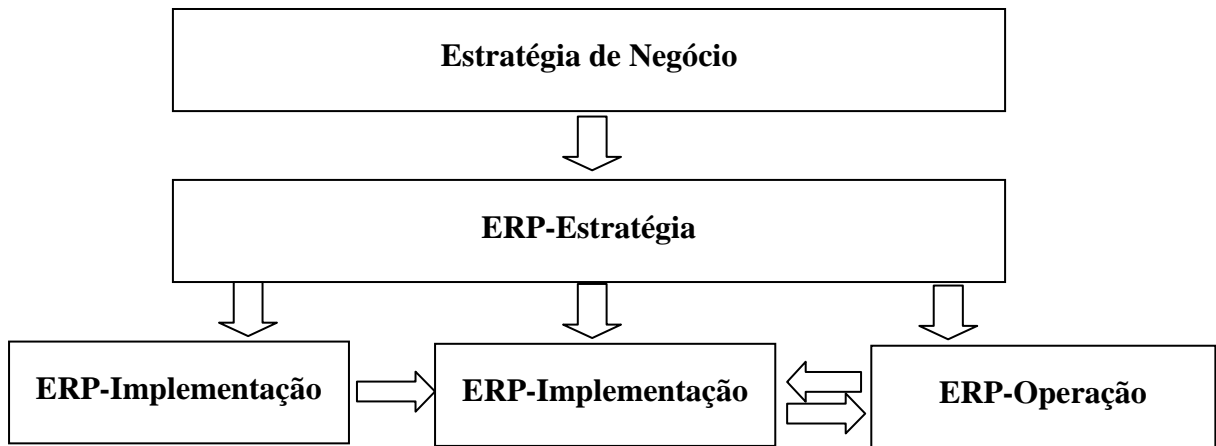 Estratégia de Negócio
ERP-Estratégia
ERP-Implementação
ERP-Implementação
ERP-Operação